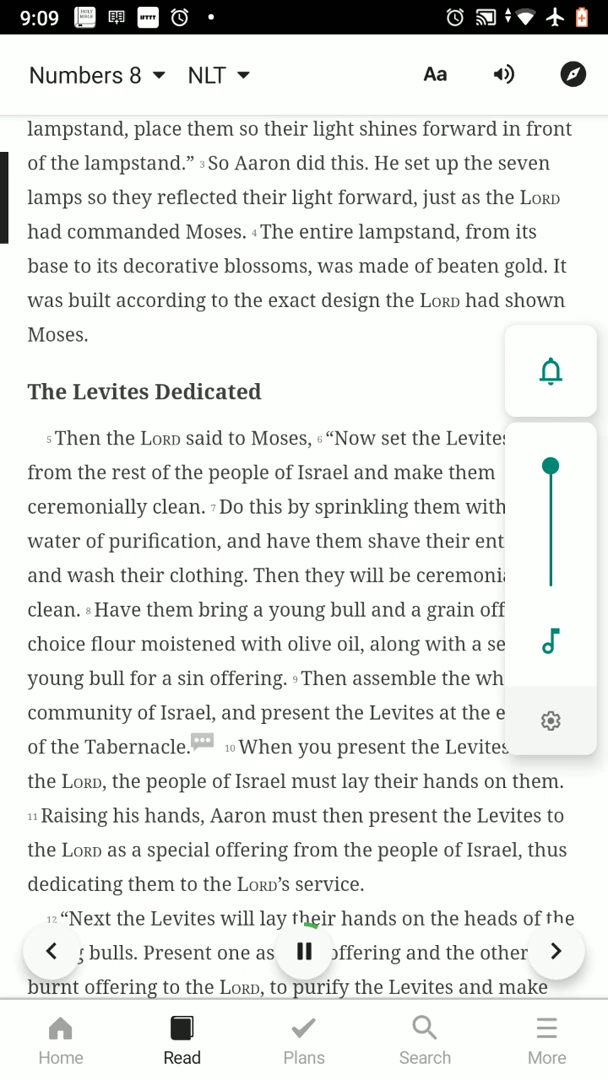 9:09
HOLY BIBLE
IFTTT
Numbers 8 NLT Aa
lampstand, place them so their light shines forward in front
of the lampstand.” 3 So Aaron did this. He set up the seven
lamps so they reflected their light forward, just as the LORD
had commanded Moses. 4 The entire lampstand, from its
base to its decorative blossoms, was made of beaten gold. It
was built according to the exact design the LORD had shown
Moses.
The Levites Dedicated
5 Then the LORD said to Moses, 6 “Now set the Levites
from the rest of the people of Israel and make them
ceremonially clean. 7 Do this by sprinkling them with
water of purification, and have them shave their ent
and wash their clothing. Then they will be ceremonia
clean. 8 Have them bring a young bull and a grain off
choice flour moistened with olive oil, along with a se
young bull for a sin offering. 9 Then assemble the wh
community of Israel, and present the Levites at the e
of the Tabernacle. 10 When you present the Levites
the LORD, the people of Israel must lay their hands on them.
11 Raising his hands, Aaron must then present the Levites to
the LORD as a special offering from the people of Israel, thus
dedicating them to the LORD’s service.
12 “Next the Levites will lay their hands on the heads of the
g bulls. Present one as offering and the other
burnt offering to the LORD, to purify the Levites and make
Home Read Plans Search More